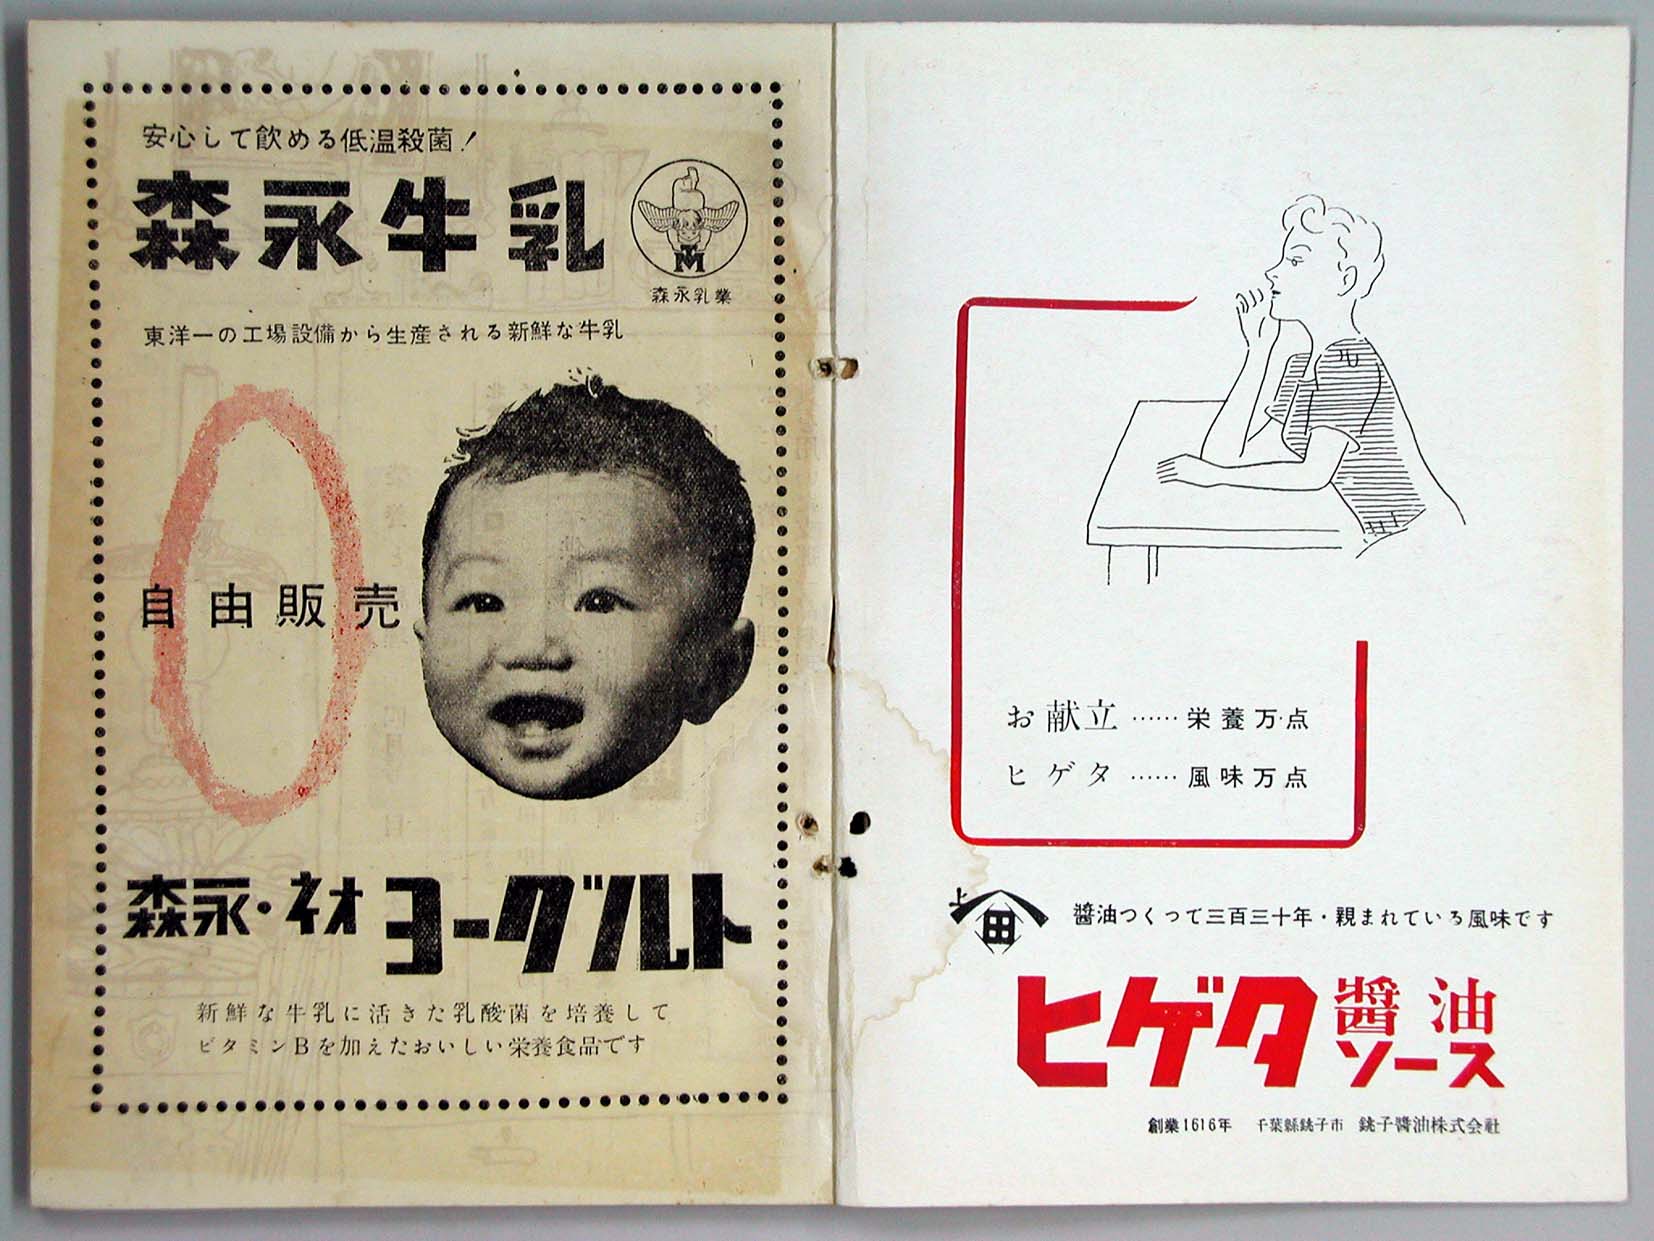 安心して飲める低温殺菌!
森永牛乳
TM
森永乳業
東洋一の工場設備から生産される新鮮な牛乳
自由販売
森永・ネオヨーグルト
新鮮な牛乳に活きた乳酸菌を培養して
ビタミンBを加えたおいしい栄養食品です
お献立……栄養万点
ヒゲタ……風味万点
上
田
醬油つくって三百三十年・親まれている風味です
ヒゲタ醬油
ソース
創業1616年 千葉縣銚子市 銚子醬油株式会社